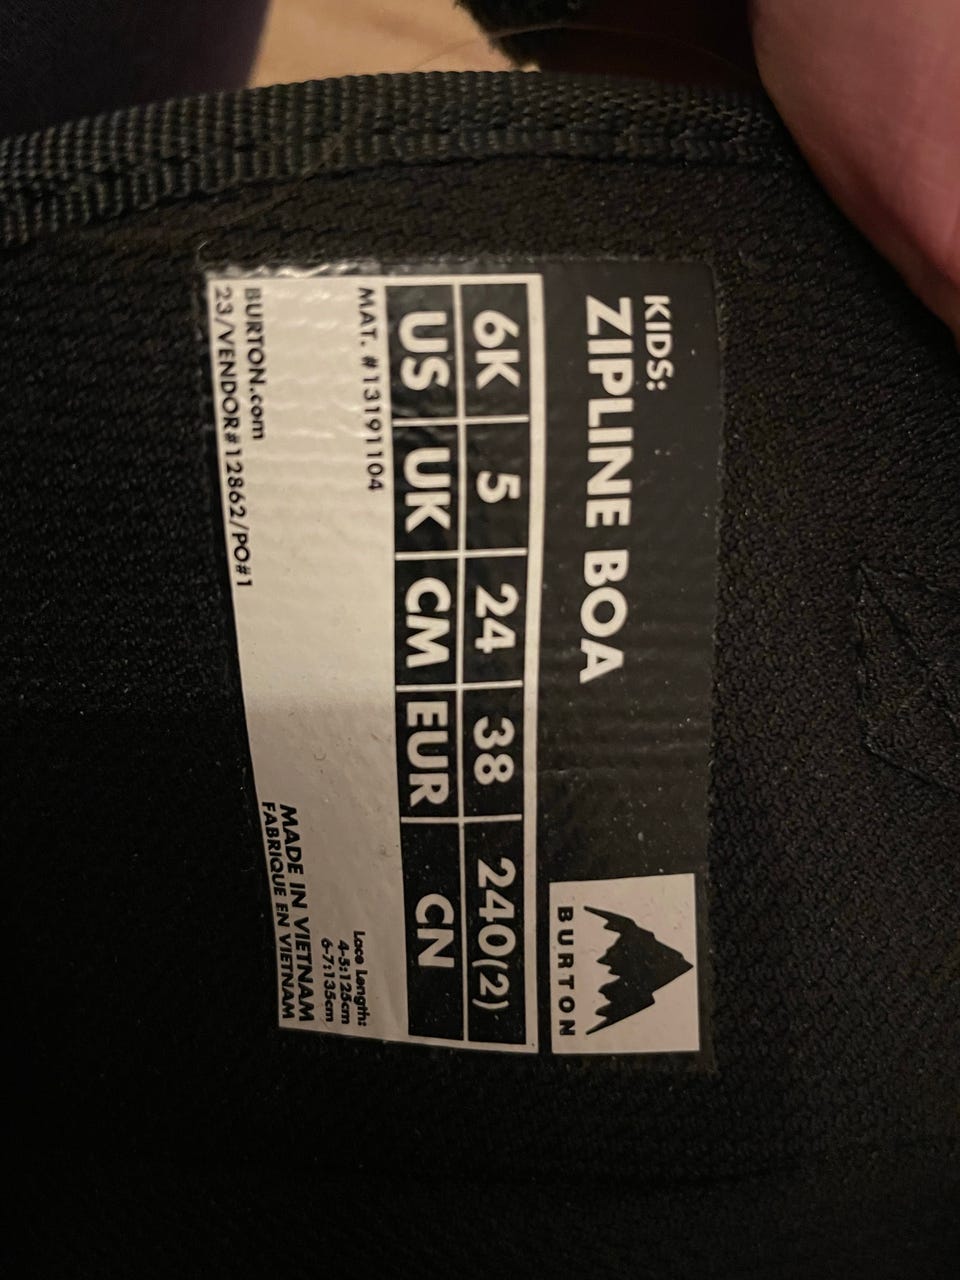 KIDS:
ZIPLINE BOA
BURTON
6K 5 24 38 240(2)
US UK CM EUR CN
MAT. #13191104
Lace Length:
4-5:125cm
6-7:135cm
BURTON.com
23/VENDOR#12862/PO#1
MADE IN VIETNAM
FABRIQUE EN VIETNAM